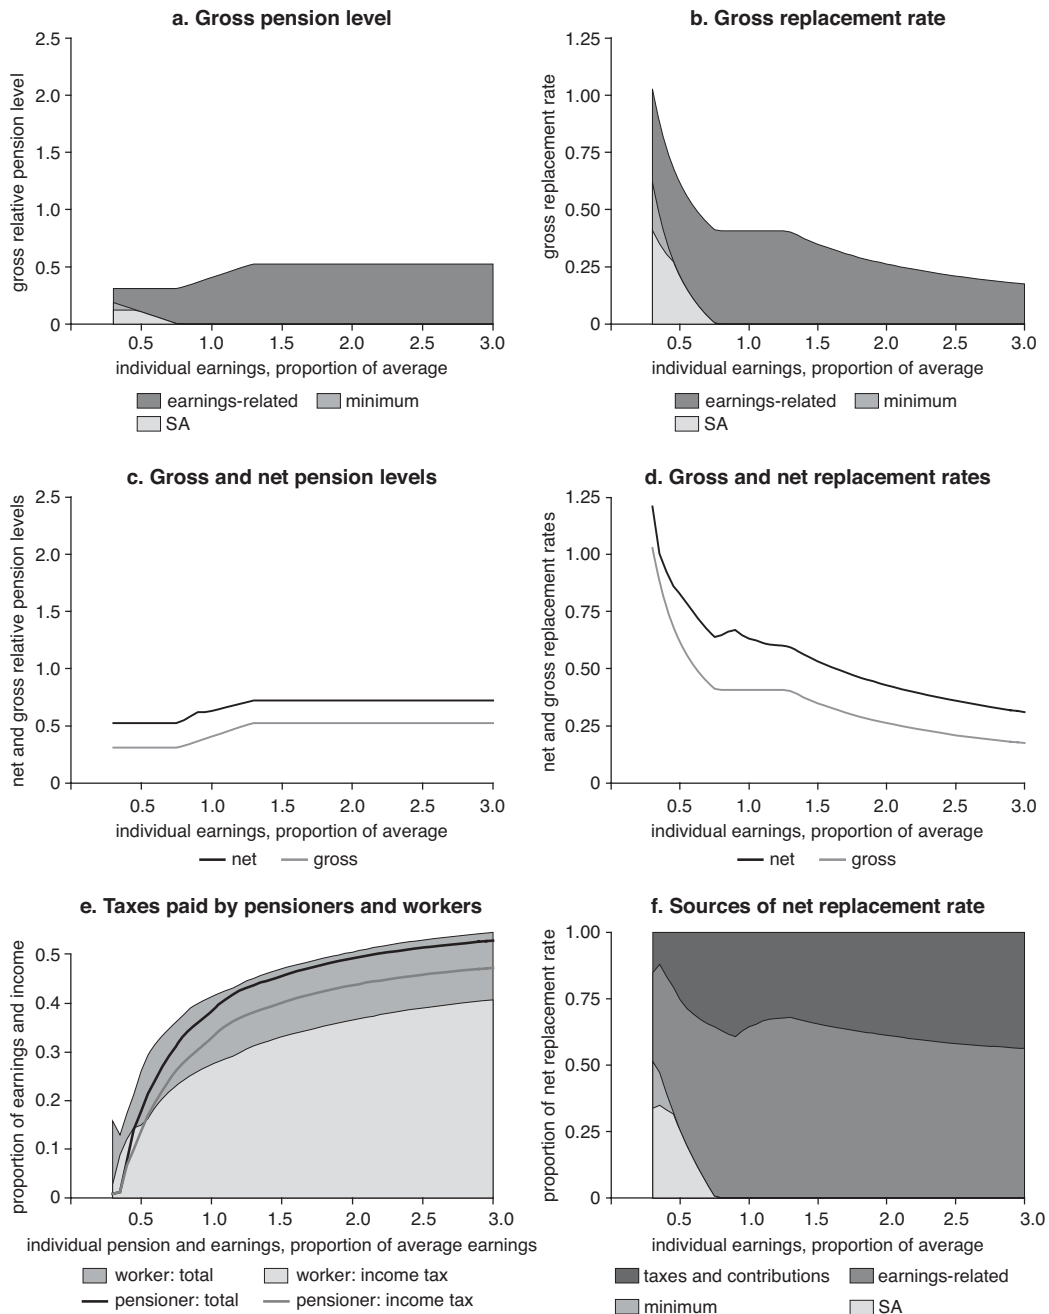 a. Gross pension level
gross relative pension level
2.5
2.0
1.5
1.0
0.5
0
0.5 1.0 1.5 2.0 2.5 3.0
individual earnings, proportion of average
earnings-related minimum
SA
b. Gross replacement rate
gross replacement rate
1.25
1.00
0.75
0.50
0.25
0
0.5 1.0 1.5 2.0 2.5 3.0
individual earnings, proportion of average
earnings-related minimum
SA
c. Gross and net pension levels
net and gross relative pension levels
2.5
2.0
1.5
1.0
0.5
0
0.5 1.0 1.5 2.0 2.5 3.0
individual earnings, proportion of average
net gross
d. Gross and net replacement rates
net and gross replacement rates
1.25
1.00
0.75
0.50
0.25
0
0.5 1.0 1.5 2.0 2.5 3.0
individual earnings, proportion of average
net gross
e. Taxes paid by pensioners and workers
proportion of earnings and income
0.5
0.4
0.3
0.2
0.1
0
0.5 1.0 1.5 2.0 2.5 3.0
individual pension and earnings, proportion of average earnings
worker: total worker: income tax
pensioner: total pensioner: income tax
f. Sources of net replacement rate
proportion of net replacement rate
1.00
0.75
0.50
0.25
0
0.5 1.0 1.5 2.0 2.5 3.0
individual earnings, proportion of average
taxes and contributions earnings-related
minimum SA